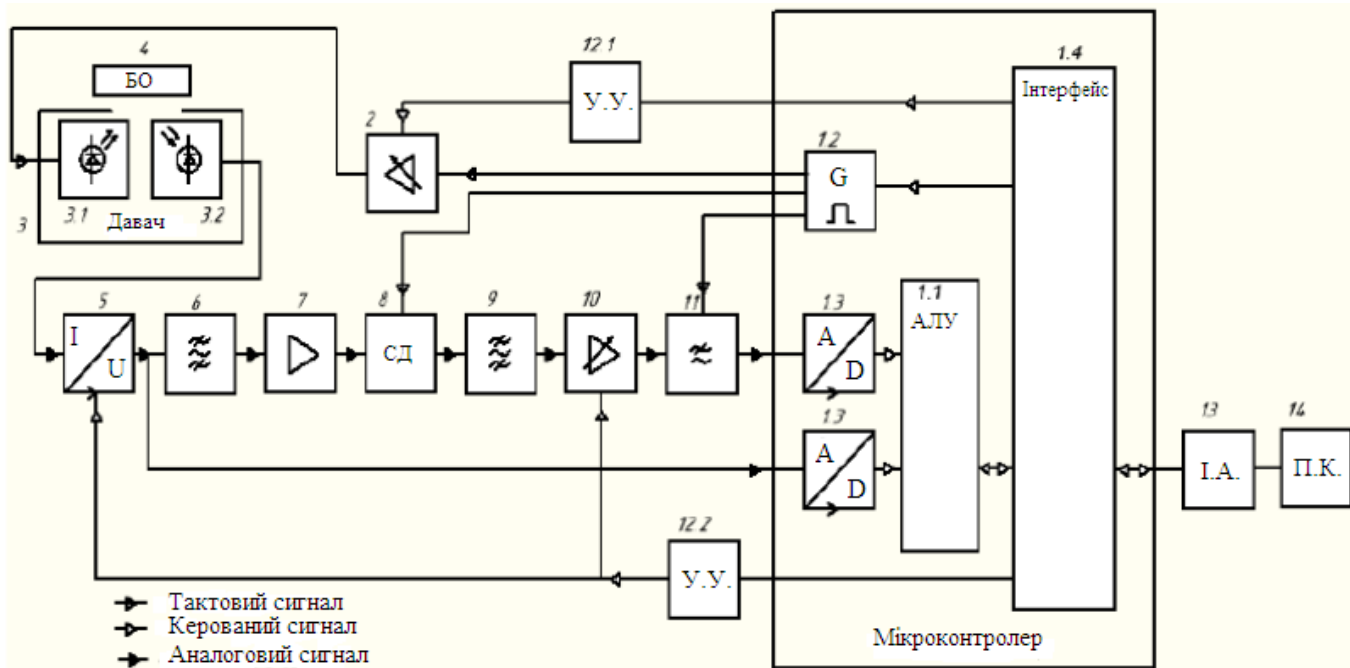 4
БО
3.1
3.2
Давач
3
2
12.1
У.У.
1.2
G
1.4
Інтерфейс
5
I
U
6
7
8
СД
9
10
11
1.3
A
D
1.1
АЛУ
1.3
A
D
12.2
У.У.
13
І.А.
14
П.К.
Тактовий сигнал
Керований сигнал
Аналоговий сигнал
Мікроконтролер